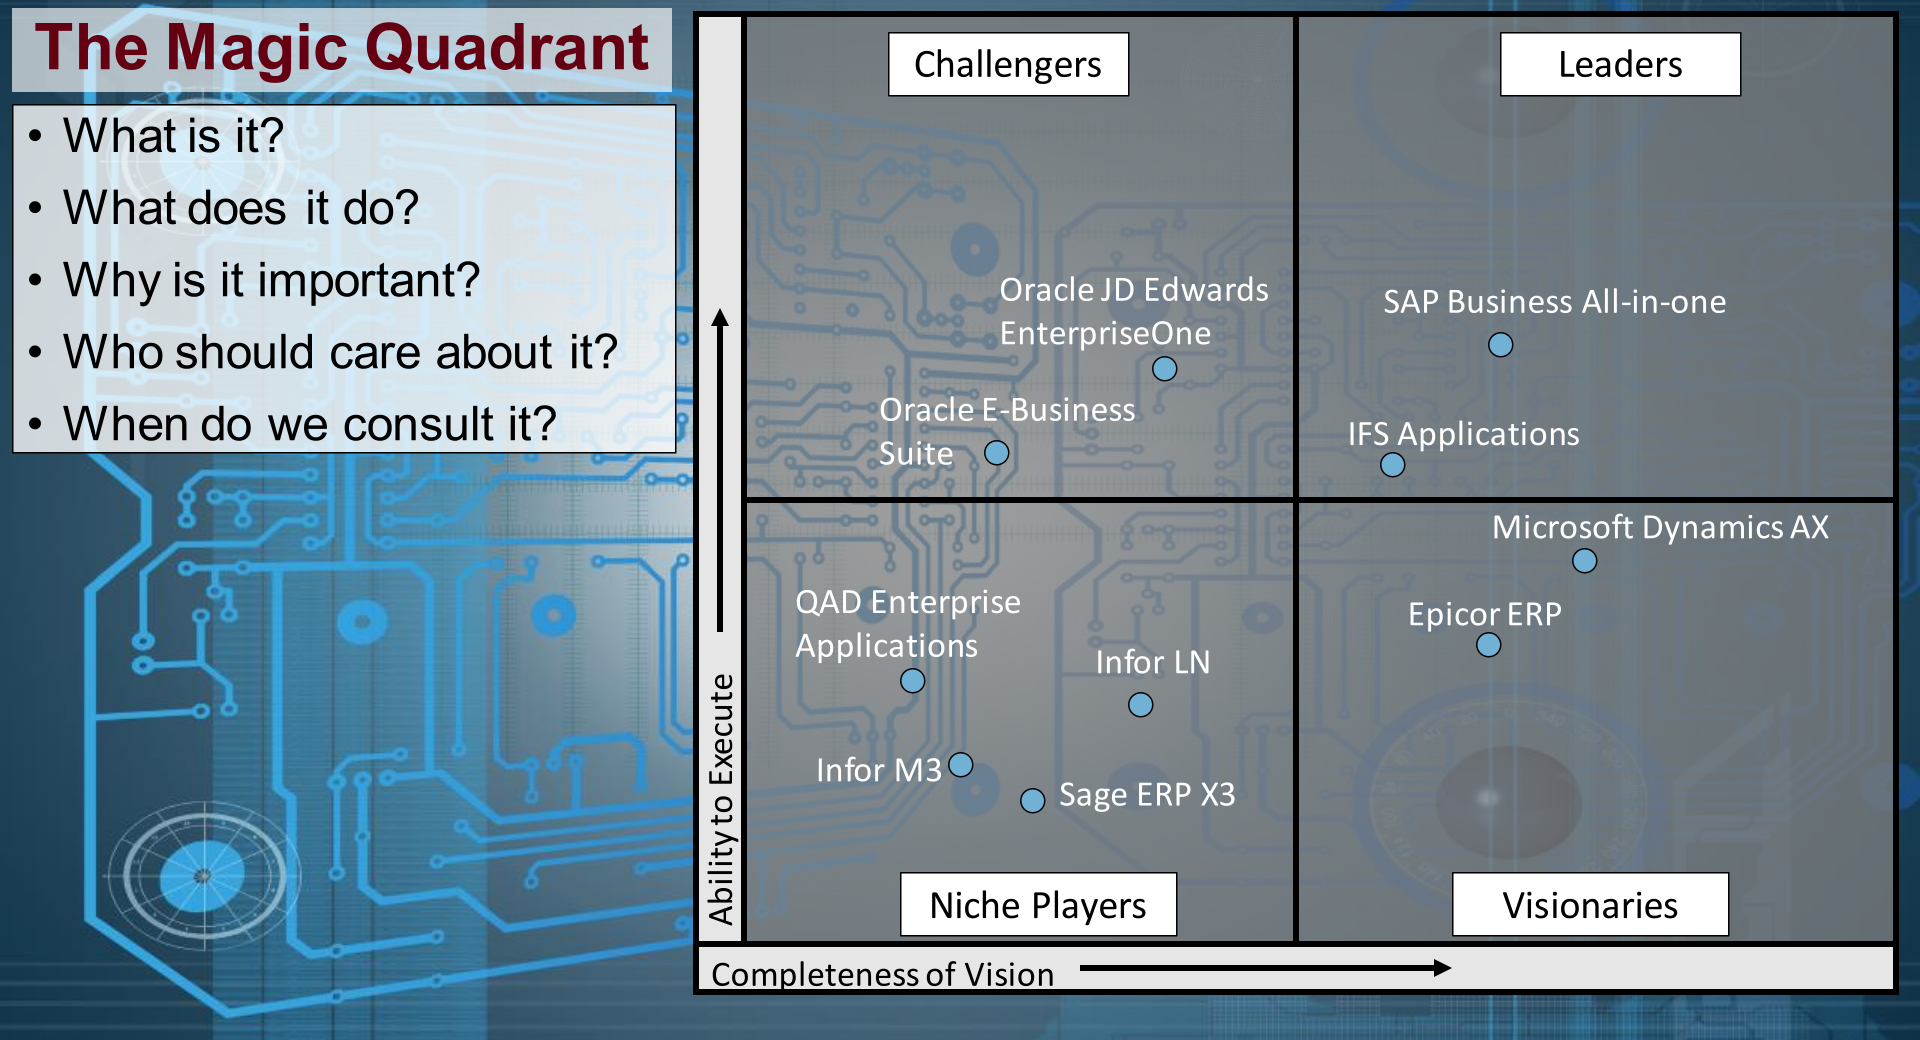 The Magic Quadrant
• What is it?
• What does it do?
• Why is it important?
• Who should care about it?
• When do we consult it?
Challengers
Leaders
Oracle JD Edwards
EnterpriseOne
SAP Business All-in-one
Oracle E-Business
Suite
IFS Applications
Microsoft Dynamics AX
QAD Enterprise
Applications
Epicor ERP
Infor LN
Infor M3
Sage ERP X3
Niche Players
Visionaries
Ability to Execute
Completeness of Vision